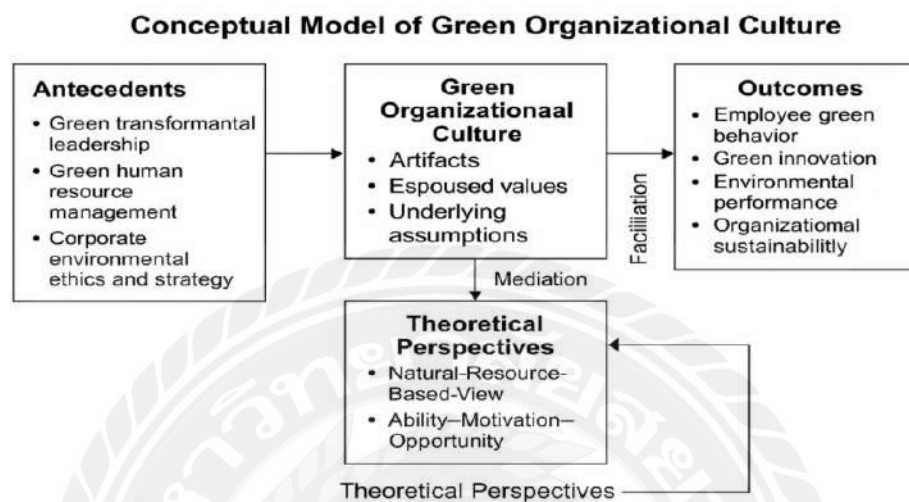 Conceptual Model of Green Organizational Culture
Antecedents
• Green transformantal
leadership
• Green human
resource
management
• Corporate
environmental
ethics and strategy
Green
Organizationaal
Culture
• Artifacts
• Espoused values
• Underlying
assumptions
Faciliiation
Outcomes
• Employee green
behavior
• Green innovation
• Environmental
performance
• Organizatiomal
sustainabilitly
Mediation
Theoretical
Perspectives
• Natural-Resource-
Based-View
• Ability–Motivation–
Opportunity
Theoretical Perspectives